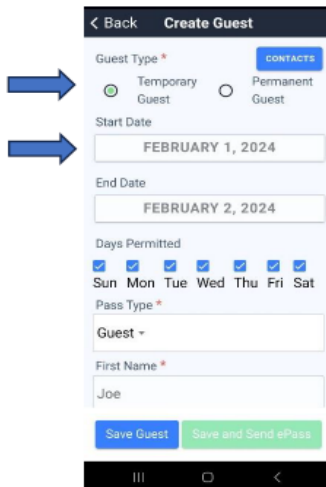 < Back Create Guest
Guest Type * CONTACTS
Temporary Guest Permanent Guest
Start Date
FEBRUARY 1, 2024
End Date
FEBRUARY 2, 2024
Days Permitted
Sun Mon Tue Wed Thu Fri Sat
Pass Type *
Guest
First Name *
Joe
Save Guest Save and Send ePass